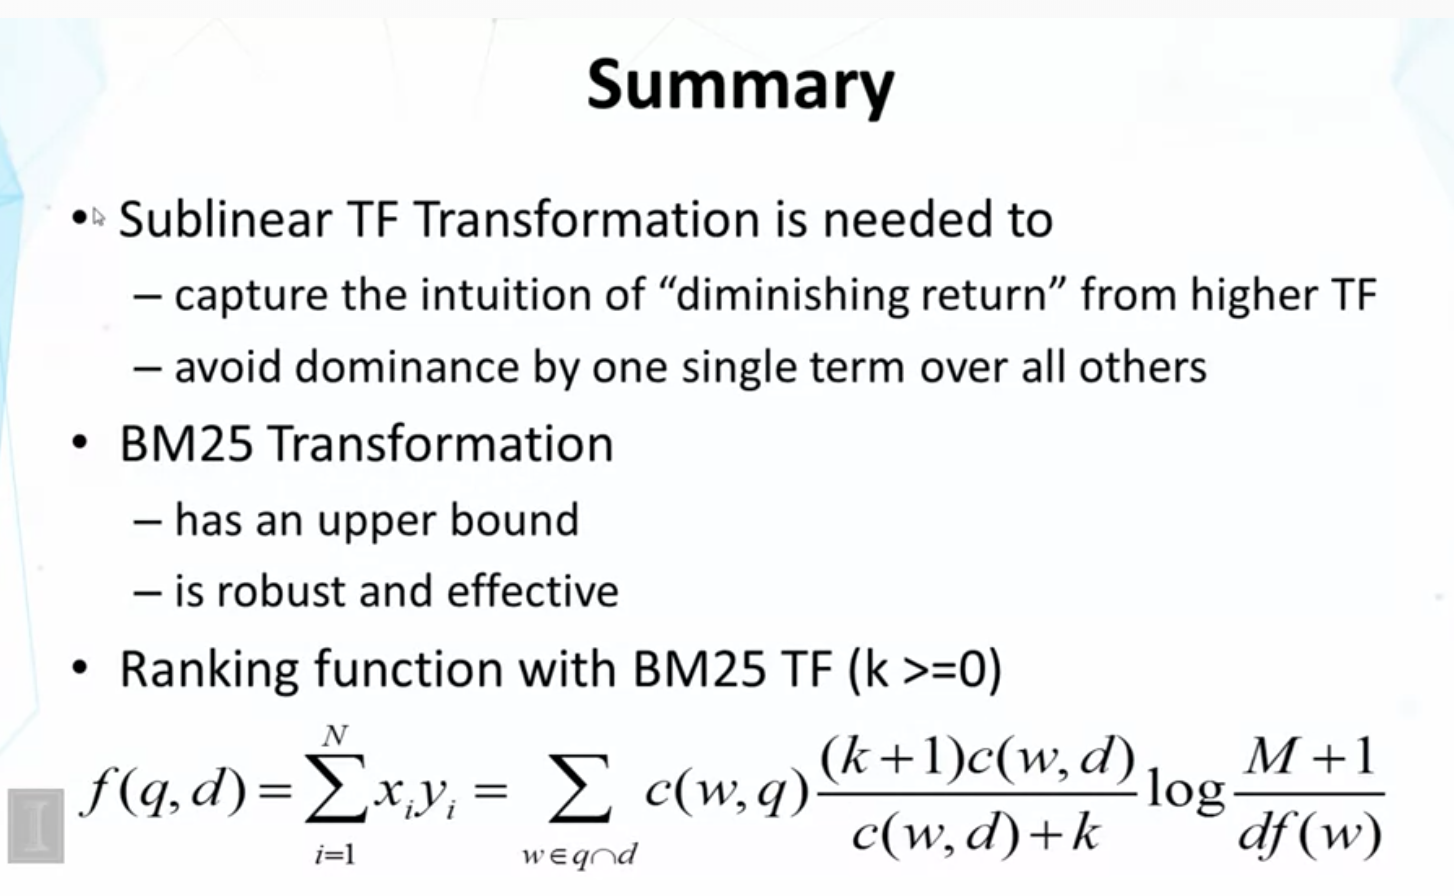 Summary
• Sublinear TF Transformation is needed to
– capture the intuition of “diminishing return” from higher TF
– avoid dominance by one single term over all others
• BM25 Transformation
– has an upper bound
– is robust and effective
• Ranking function with BM25 TF (k >=0)
f(q,d) = \sum_{i=1}^{N} x_i y_i = \sum_{w∈q∩d} c(w,q) \frac{(k+1)c(w,d)}{c(w,d)+k} log \frac{M+1}{df(w)}
I